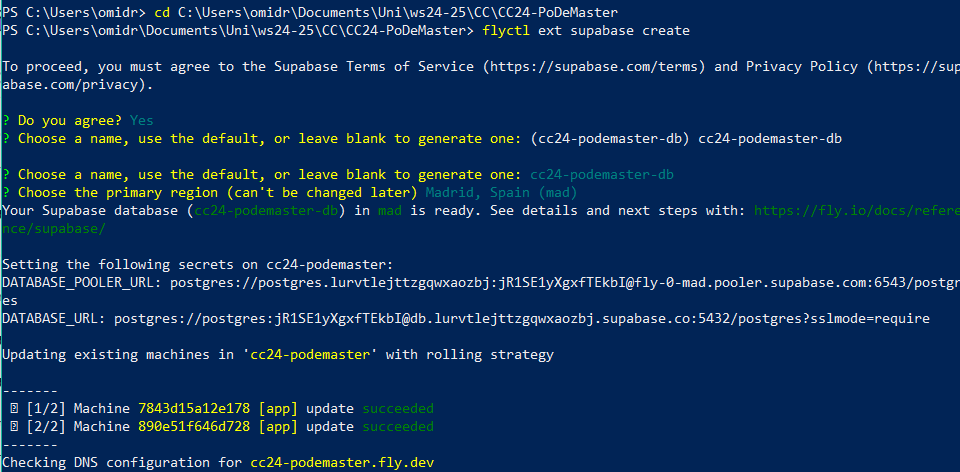 PS C:\Users\omidr> cd C:\Users\omidr\Documents\Uni\ws24-25\CC\CC24-PoDeMaster
PS C:\Users\omidr\Documents\Uni\ws24-25\CC\CC24-PoDeMaster> flyctl ext supabase create
To proceed, you must agree to the Supabase Terms of Service (https://supabase.com/terms) and Privacy Policy (https://sup
abase.com/privacy).
? Do you agree? Yes
? Choose a name, use the default, or leave blank to generate one: (cc24-podemaster-db) cc24-podemaster-db
? Choose a name, use the default, or leave blank to generate one: cc24-podemaster-db
? Choose the primary region (can't be changed later) Madrid, Spain (mad)
Your Supabase database (cc24-podemaster-db) in mad is ready. See details and next steps with: https://fly.io/docs/refere
nce/supabase/
Setting the following secrets on cc24-podemaster:
DATABASE_POOLER_URL: postgres://postgres.lurvtlejttzgqwxaozbj:jR1SE1yXgxfTEkbI@fly-0-mad.pooler.supabase.com:6543/postgr
es
DATABASE_URL: postgres://postgres:jR1SE1yXgxfTEkbI@db.lurvtlejttzgqwxaozbj.supabase.co:5432/postgres?sslmode=require
Updating existing machines in 'cc24-podemaster' with rolling strategy
-------
[1/2] Machine 7843d15a12e178 [app] update succeeded
[2/2] Machine 890e51f646d728 [app] update succeeded
-------
Checking DNS configuration for cc24-podemaster.fly.dev